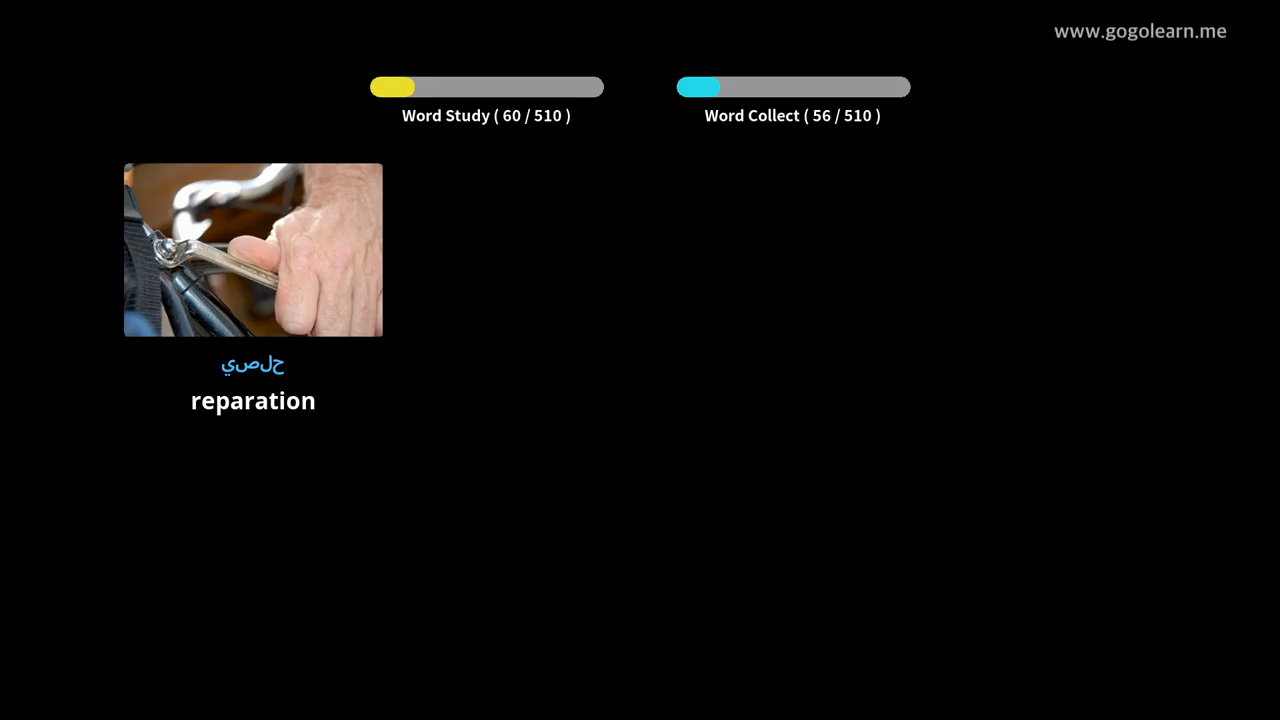 www.gogolearn.me
Word Study ( 60 / 510 )
Word Collect ( 56 / 510 )
حلصي
reparation